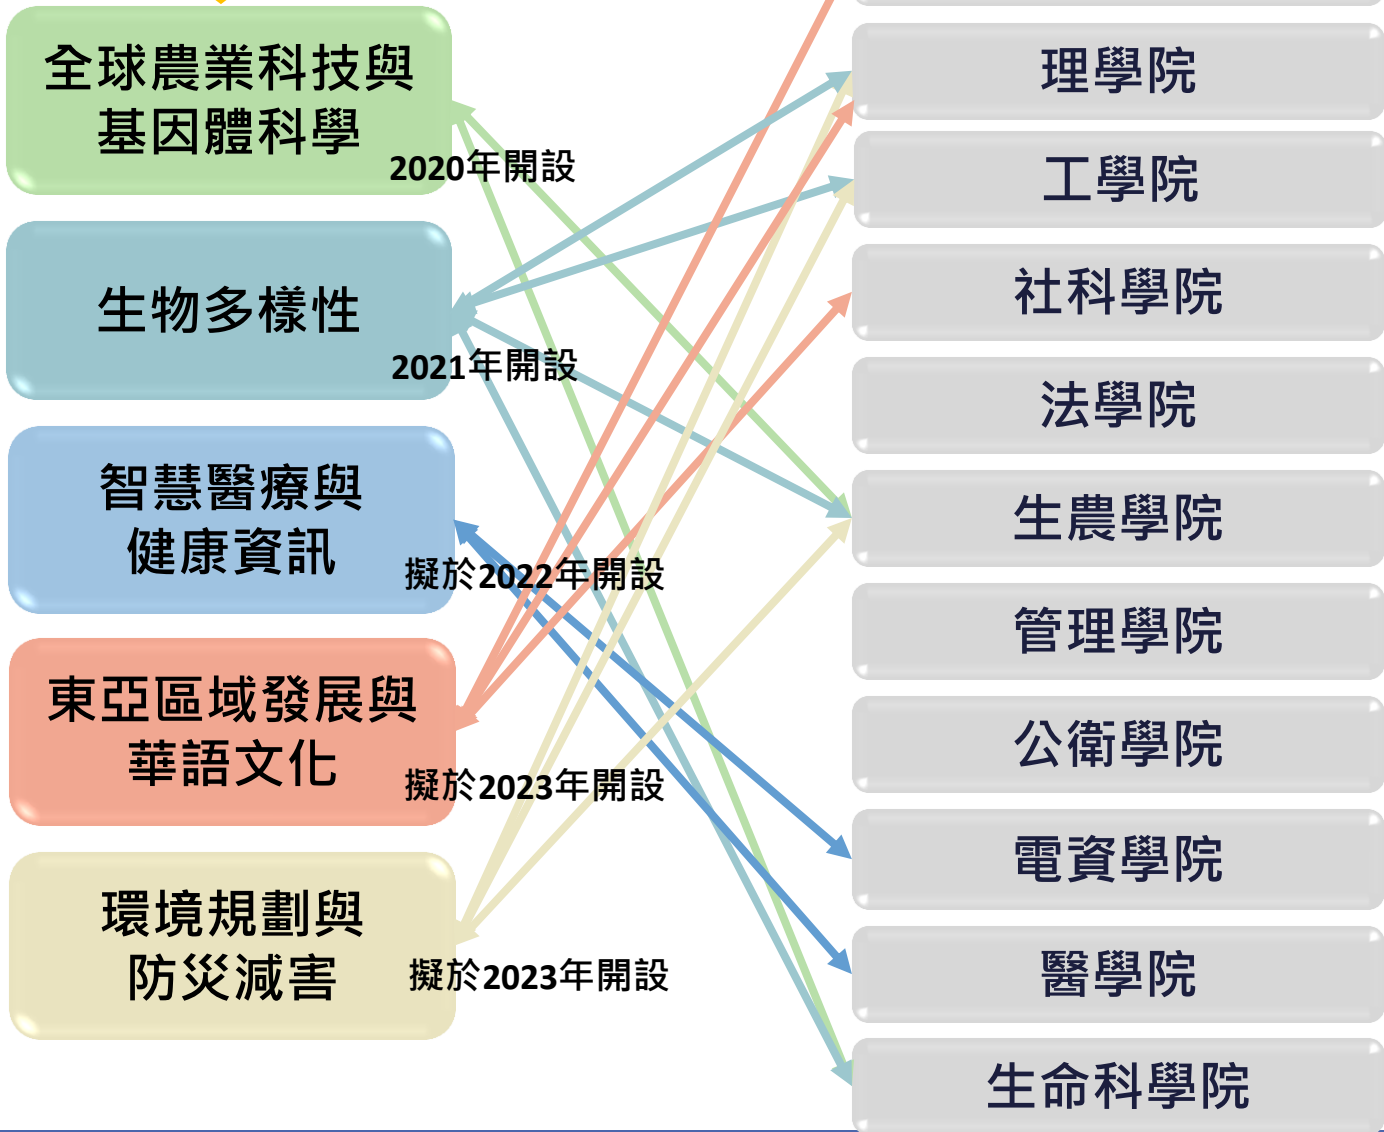 全球農業科技與
基因體科學
2020年開設
生物多樣性
2021年開設
智慧醫療與
健康資訊
擬於2022年開設
東亞區域發展與
華語文化
擬於2023年開設
環境規劃與
防災減害
擬於2023年開設
理學院
工學院
社科學院
法學院
生農學院
管理學院
公衛學院
電資學院
醫學院
生命科學院